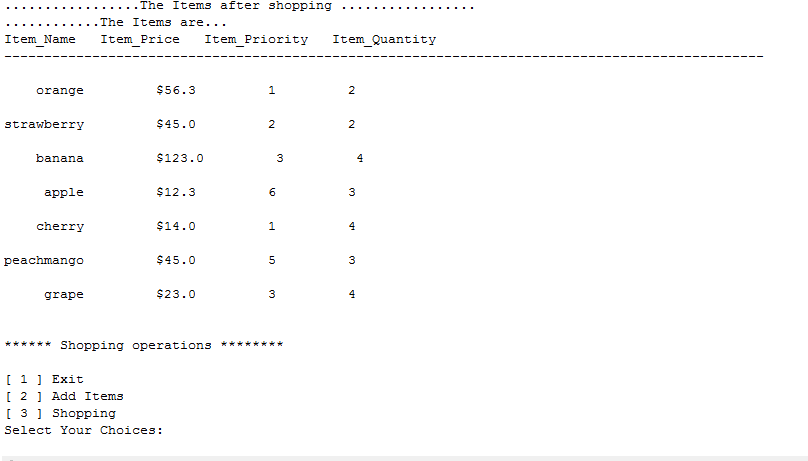 .................The Items after shopping .................
............The Items are...
Item_Name   Item_Price   Item_Priority   Item_Quantity
-----------------------------------------------------------------------------------------------
    orange         $56.3         1         2
strawberry         $45.0         2         2
    banana         $123.0         3         4
     apple         $12.3         6         3
    cherry         $14.0         1         4
peachmango         $45.0         5         3
     grape         $23.0         3         4
****** Shopping operations ********
[ 1 ] Exit
[ 2 ] Add Items
[ 3 ] Shopping
Select Your Choices: